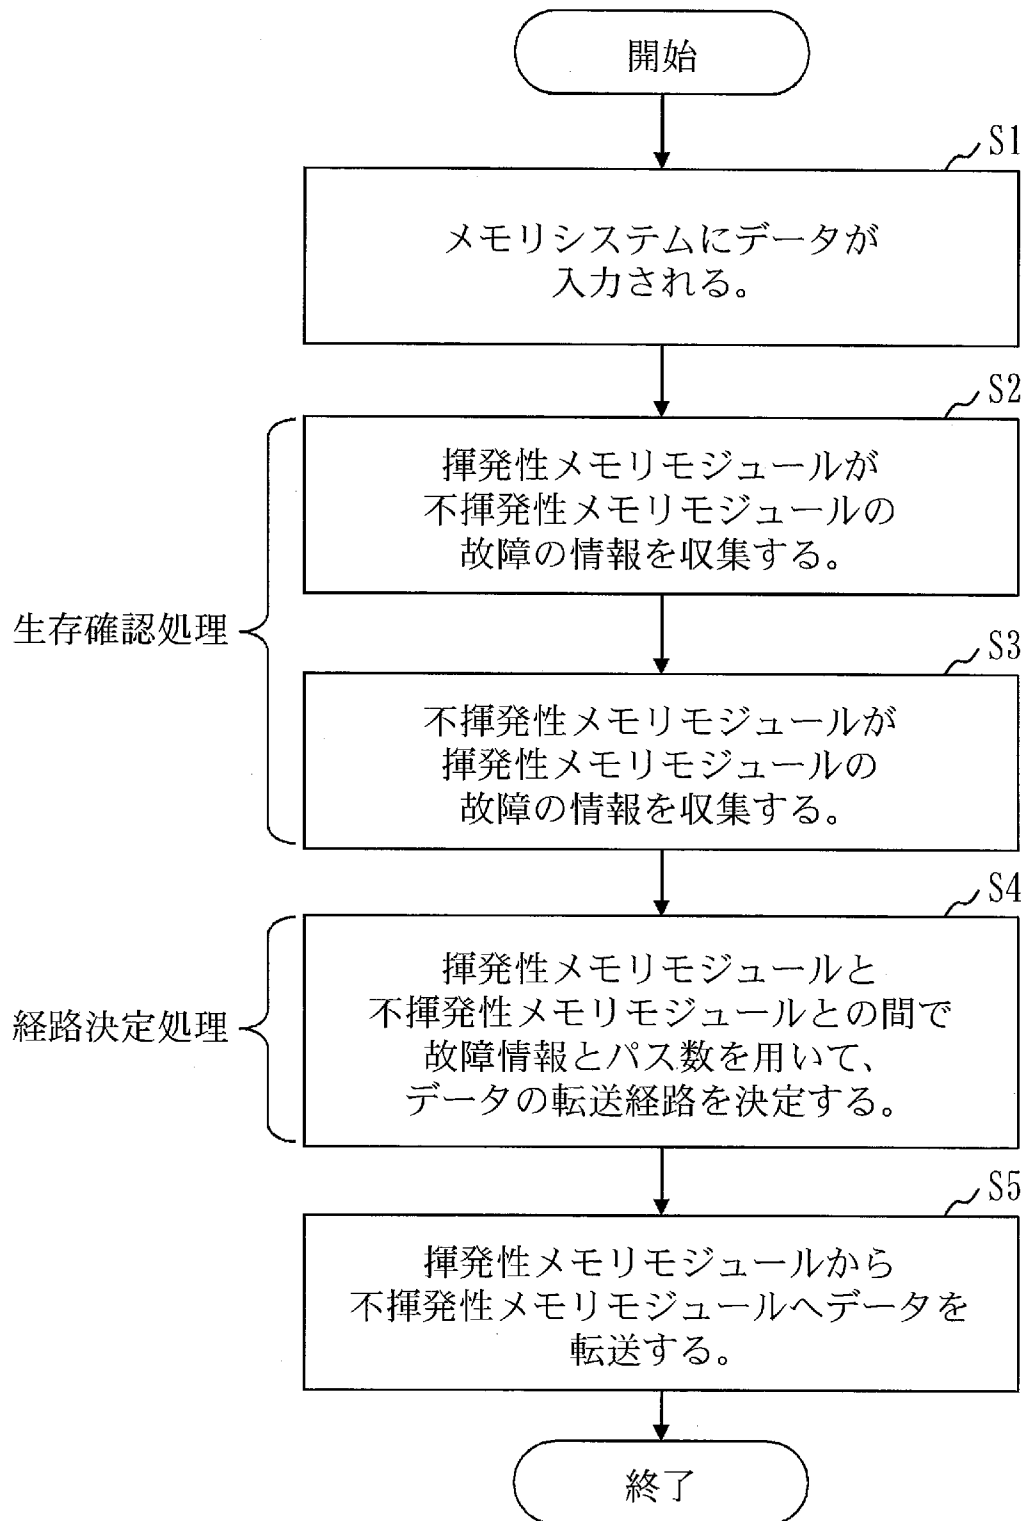 開始
S1
メモリシステムにデータが
入力される。
S2
揮発性メモリモジュールが
不揮発性メモリモジュールの
故障の情報を収集する。
生存確認処理
S3
不揮発性メモリモジュールが
揮発性メモリモジュールの
故障の情報を収集する。
S4
揮発性メモリモジュールと
不揮発性メモリモジュールとの間で
故障情報とパス数を用いて、
データの転送経路を決定する。
経路決定処理
S5
揮発性メモリモジュールから
不揮発性メモリモジュールへデータを
転送する。
終了